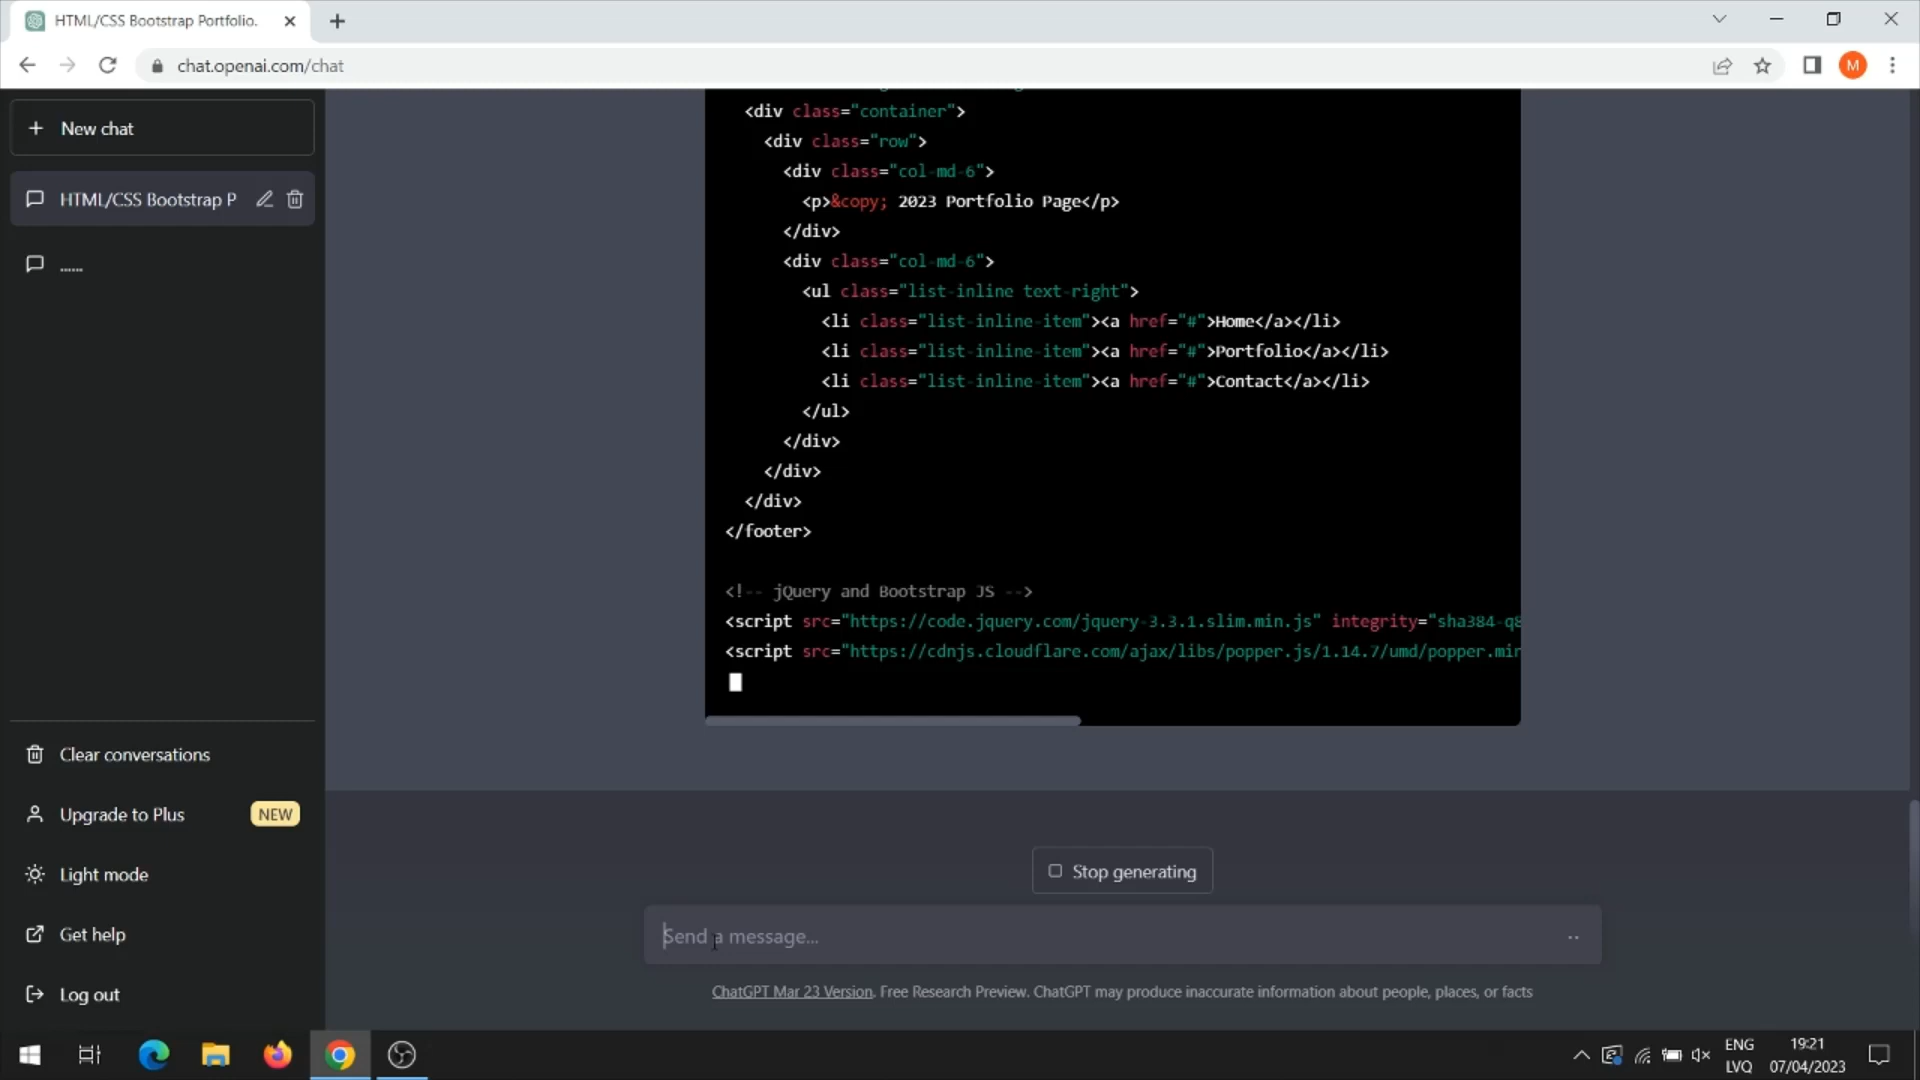 HTML/CSS Bootstrap Portfolio.
chat.openai.com/chat
M
New chat
HTML/CSS Bootstrap P
......
Clear conversations
Upgrade to Plus
NEW
Light mode
Get help
Log out
<div class="container">
<div class="row">
<div class="col-md-6">
<p>&copy; 2023 Portfolio Page</p>
</div>
<div class="col-md-6">
<ul class="list-inline text-right">
<li class="list-inline-item"><a href="#">Home</a></li>
<li class="list-inline-item"><a href="#">Portfolio</a></li>
<li class="list-inline-item"><a href="#">Contact</a></li>
</ul>
</div>
</div>
</div>
</footer>
<!-- jQuery and Bootstrap JS -->
<script src="https://code.jquery.com/jquery-3.3.1.slim.min.js" integrity="sha384-q8
<script src="https://cdnjs.cloudflare.com/ajax/libs/popper.js/1.14.7/umd/popper.min
Stop generating
Send a message...
ChatGPT Mar 23 Version. Free Research Preview. ChatGPT may produce inaccurate information about people, places, or facts
ENG
LVQ
19:21
07/04/2023